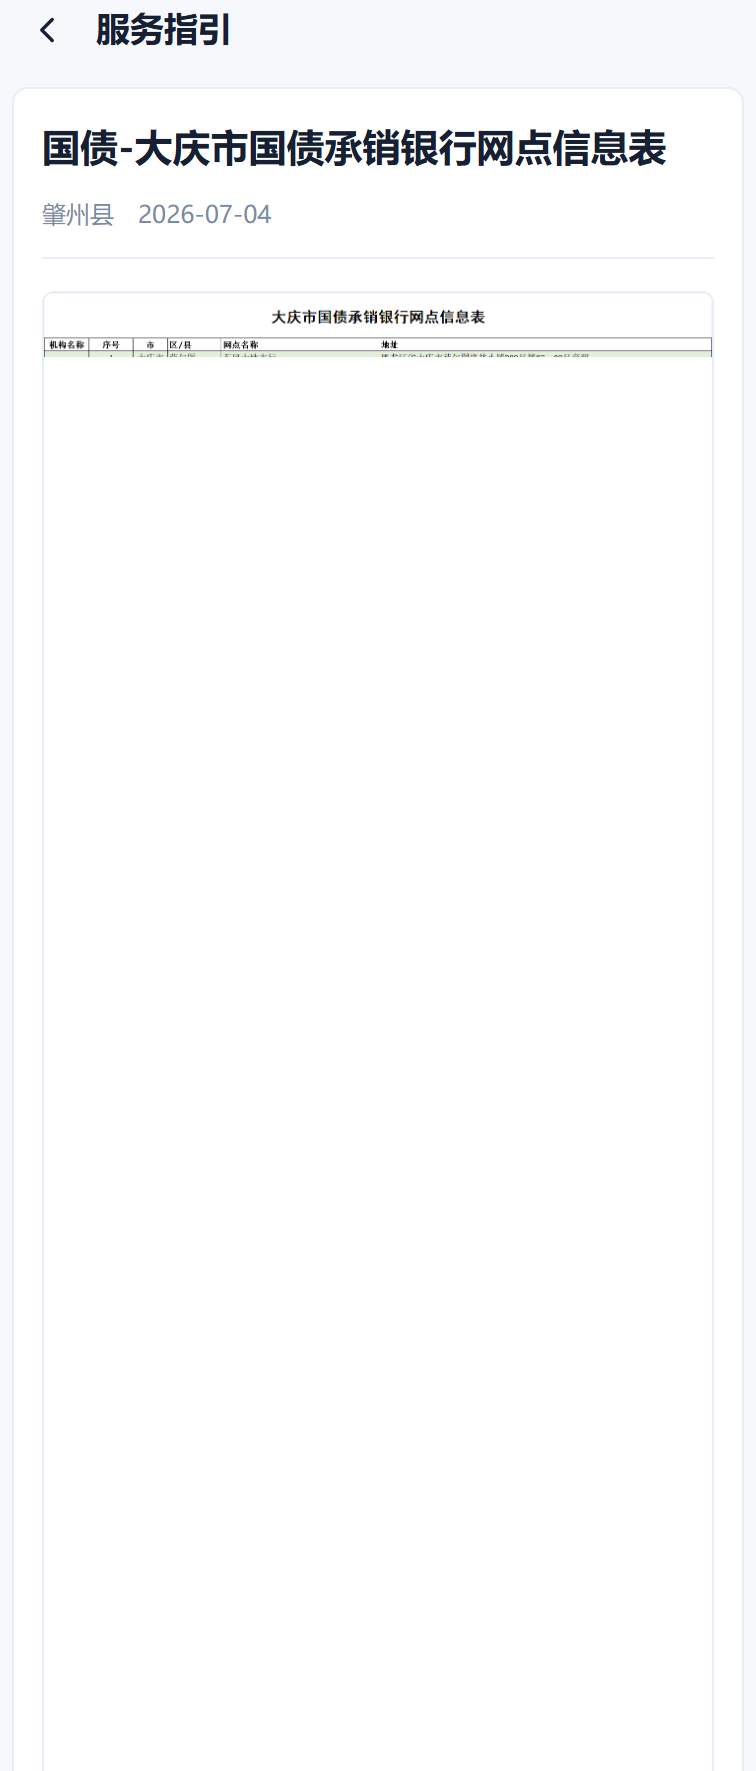 服务指引
国债-大庆市国债承销银行网点信息表
肇州县 2026-07-04
大庆市国债承销银行网点信息表
机构名称 序号 市 区/县 网点名称 地址